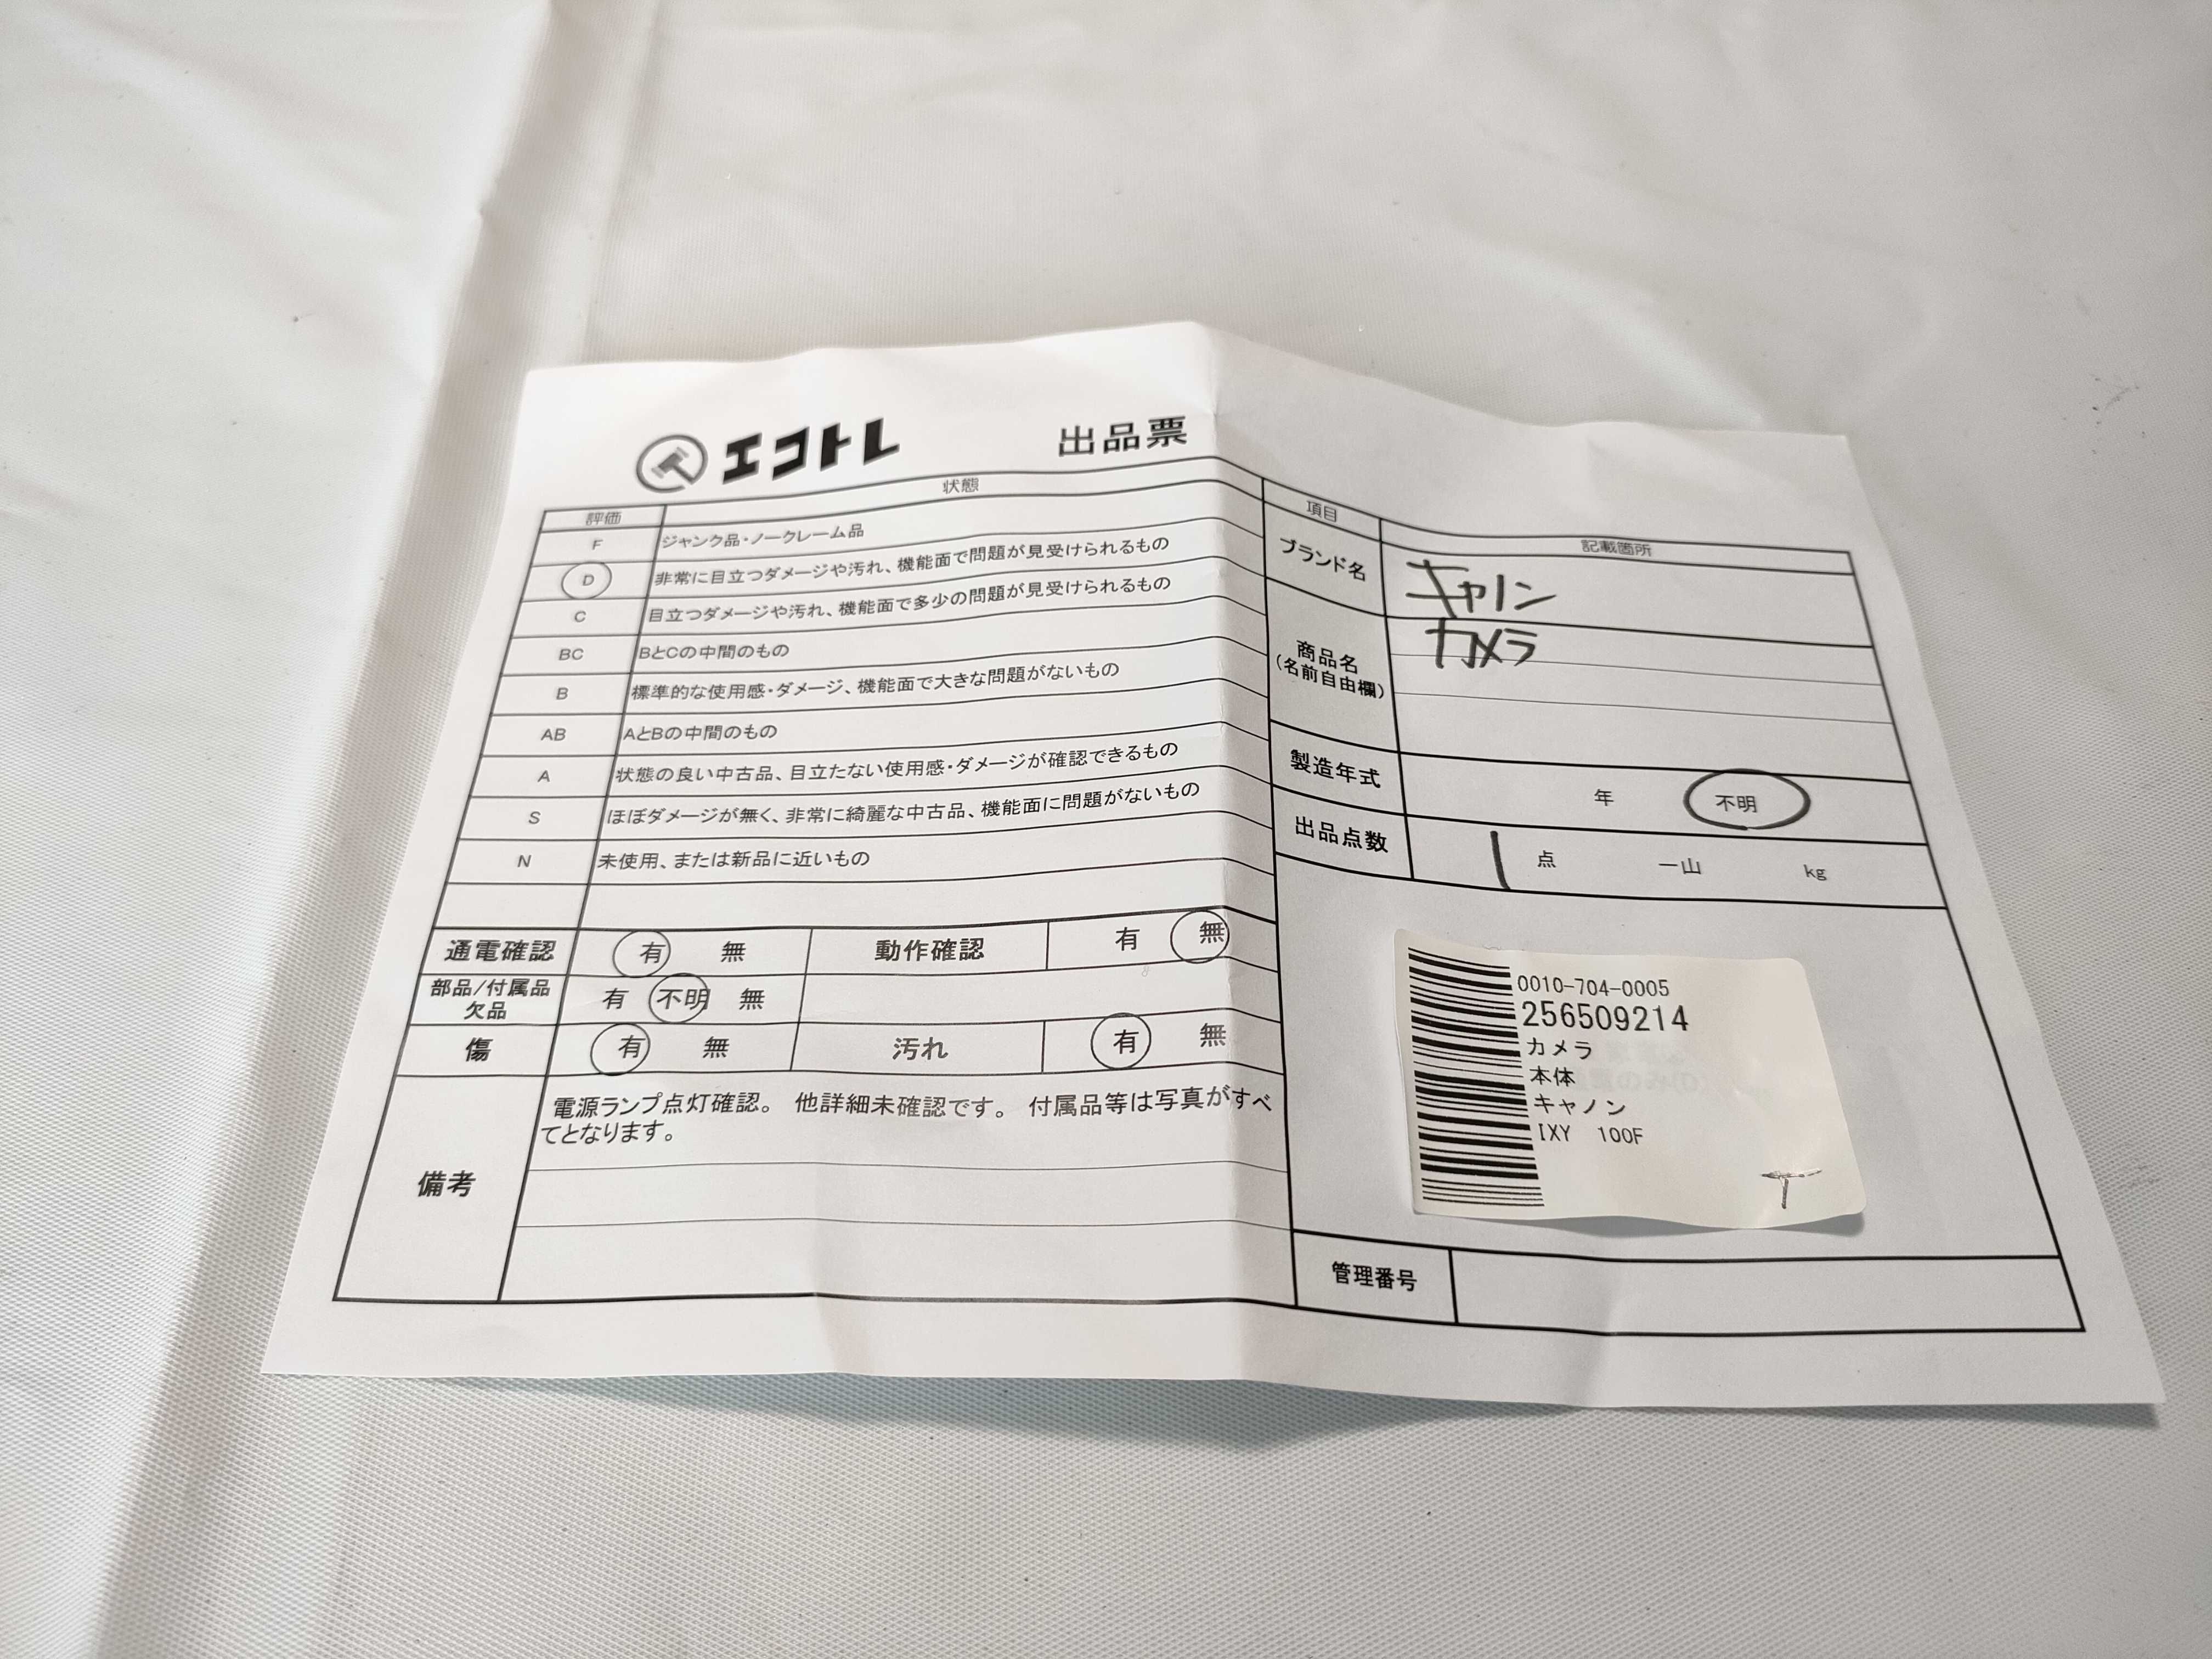 エコトレ 出品票
評価 状態
F ジャンク品・ノークレーム品
D 非常に目立つダメージや汚れ、機能面で問題が見受けられるもの
C 目立つダメージや汚れ、機能面で多少の問題が見受けられるもの
BC BとCの中間のもの
B 標準的な使用感・ダメージ、機能面で大きな問題がないもの
AB AとBの中間のもの
A 状態の良い中古品、目立たない使用感・ダメージが確認できるもの
S ほぼダメージが無く、非常に綺麗な中古品、機能面に問題がないもの
N 未使用、または新品に近いもの
通電確認 有 無 動作確認 有 無
部品/付属品
欠品 有 不明 無
傷 有 無 汚れ 有 無
備考
電源ランプ点灯確認。 他詳細未確認です。 付属品等は写真がすべ
てとなります。
項目 記載箇所
ブランド名 キャノン
商品名
(名前自由欄)
カメラ
製造年式 年 不明
出品点数 1 点 一山 kg
0010-704-0005
256509214
カメラ
本体
キャノン
IXY 100F
T
管理番号